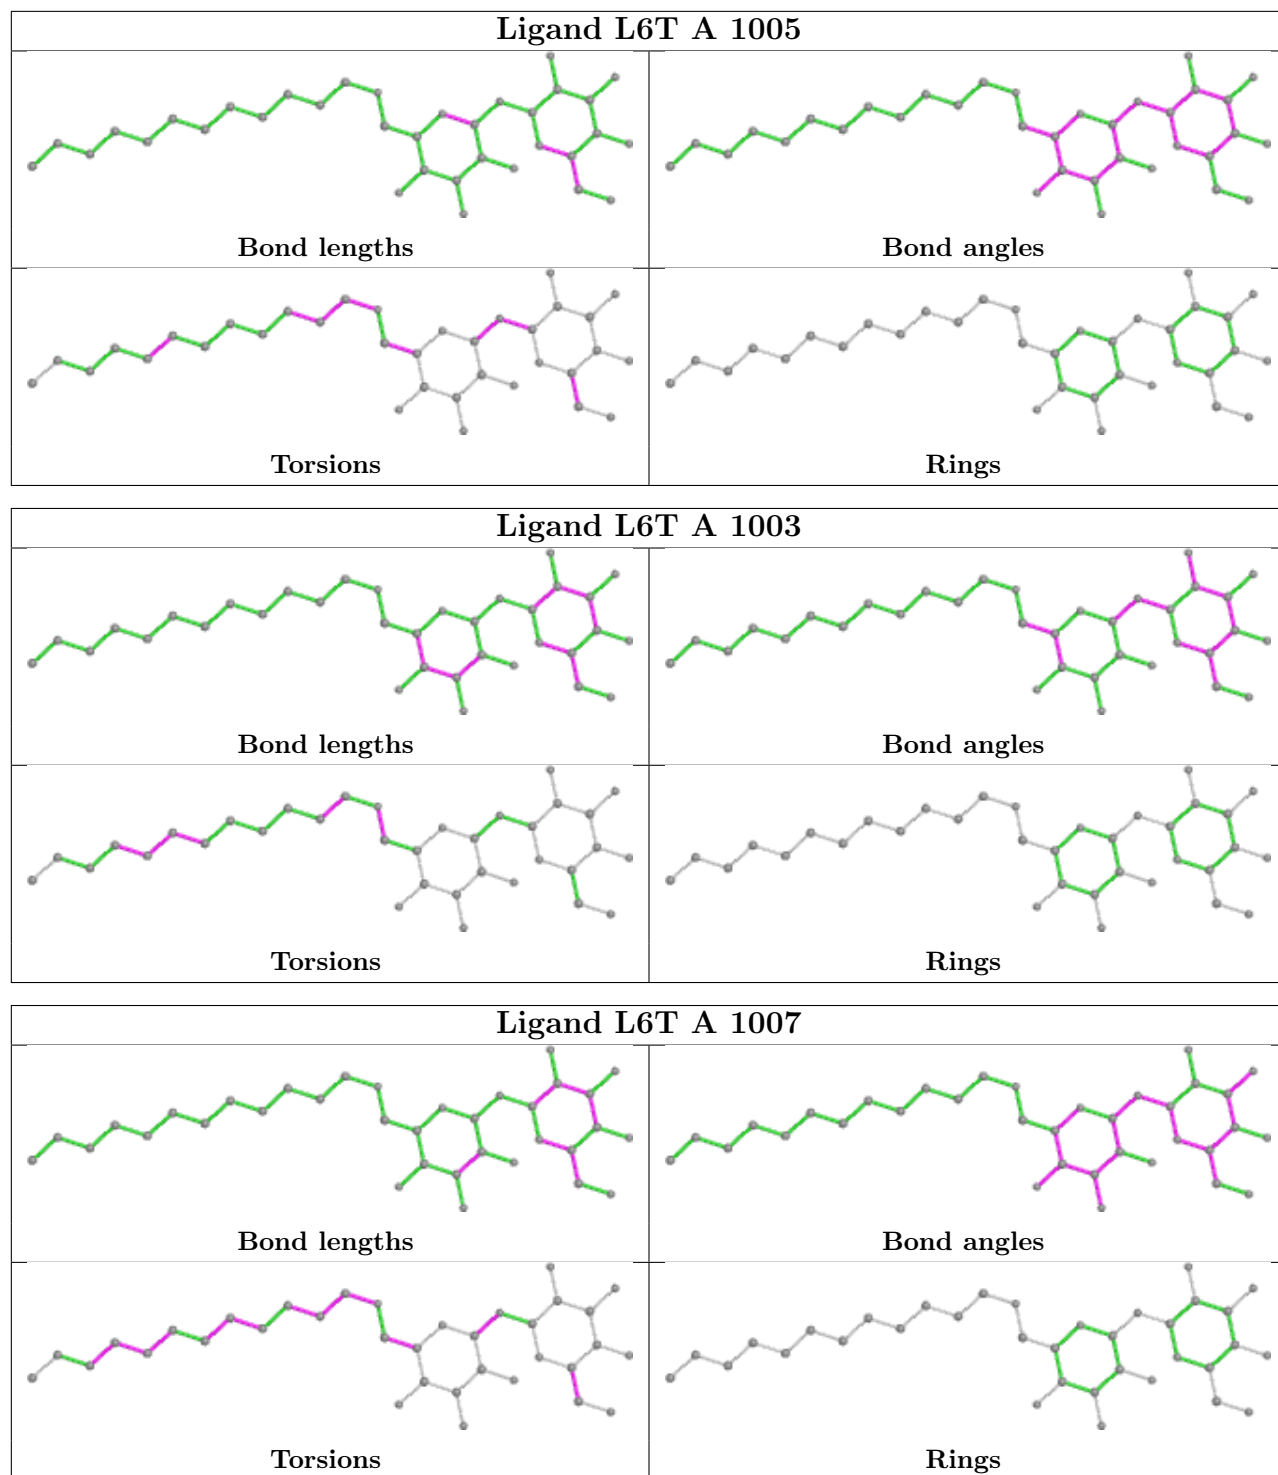 Ligand L6T A 1005
Bond lengths Bond angles
Torsions Rings
Ligand L6T A 1003
Bond lengths Bond angles
Torsions Rings
Ligand L6T A 1007
Bond lengths Bond angles
Torsions Rings